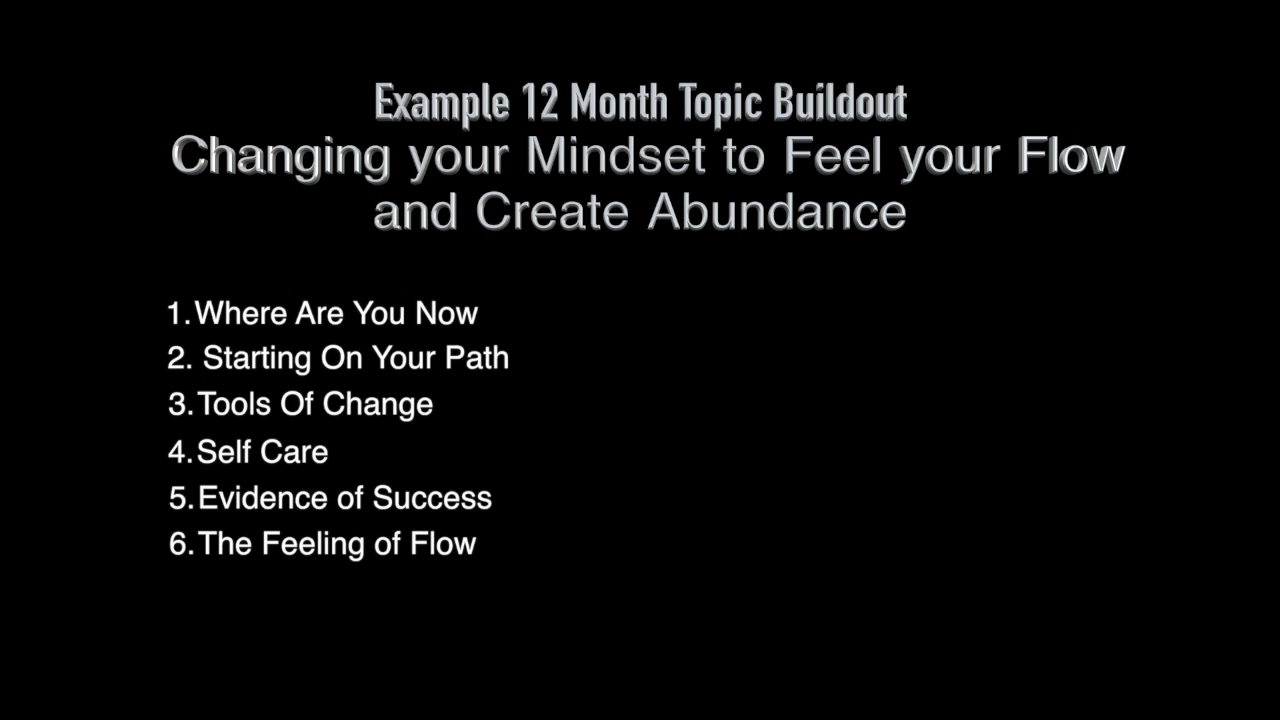 Example 12 Month Topic Buildout
Changing your Mindset to Feel your Flow
and Create Abundance
1.Where Are You Now
2. Starting On Your Path
3.Tools Of Change
4.Self Care
5.Evidence of Success
6.The Feeling of Flow